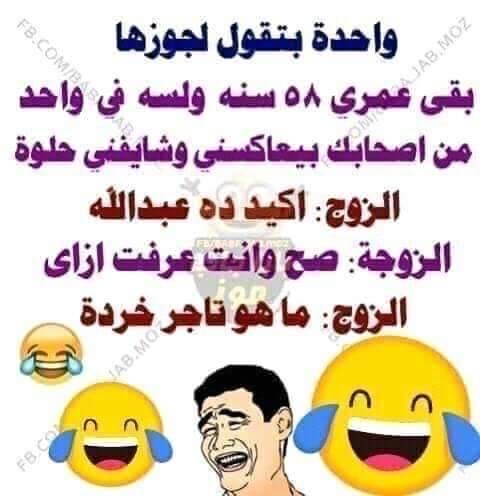 واحدة بتقول لجوزها
بقى عمري ٥٨ سنه ولسه في واحد
من اصحابك بيعاكسني وشايفني حلوة
الزوج: اكيد ده عبدالله
الزوجة: صح وانت عرفت ازاى
الزوج: ما هو تاجر خردة